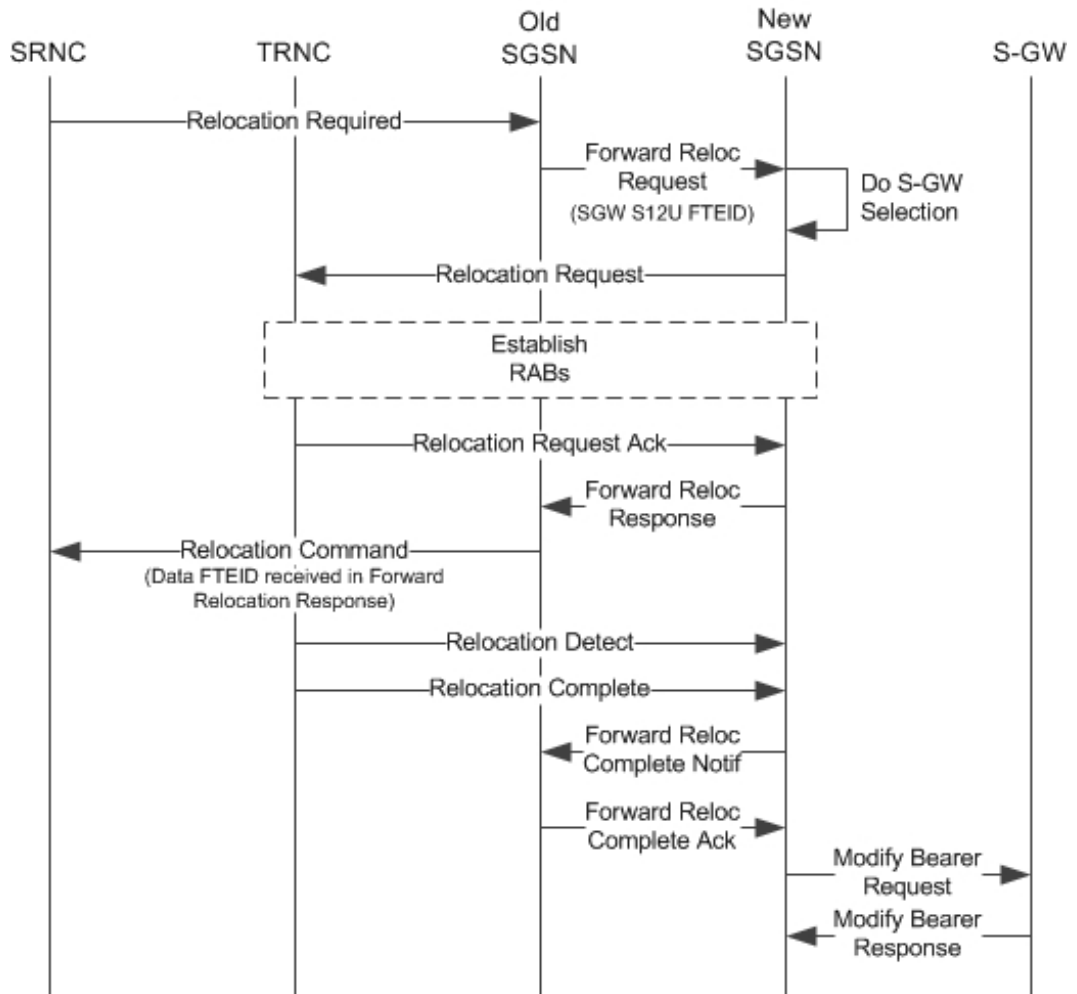 Old
New
SRNC
TRNC
SGSN
SGSN
S-GW
Relocation Required
Forward Reloc
Request
(SGW S12U FTEID)
Do S-GW
Selection
Relocation Request
Establish
RABs
Relocation Request Ack
Forward Reloc
Response
Relocation Command
(Data FTEID received in Forward
Relocation Response)
Relocation Detect
Relocation Complete
Forward Reloc
Complete Notif
Forward Reloc
Complete Ack
Modify Bearer
Request
Modify Bearer
Response